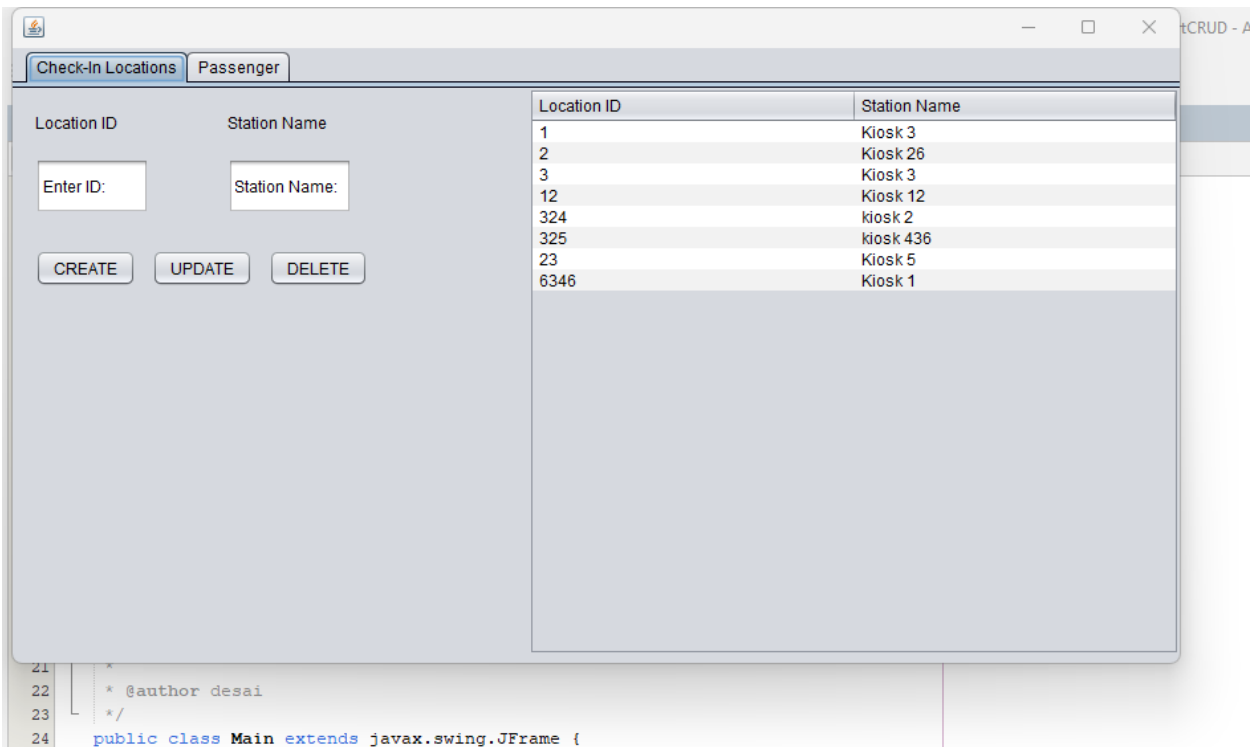 tCRUD - A
Check-In Locations Passenger
Location ID Station Name
Enter ID: Station Name:
CREATE UPDATE DELETE
Location ID Station Name
1 Kiosk 3
2 Kiosk 26
3 Kiosk 3
12 Kiosk 12
324 kiosk 2
325 kiosk 436
23 Kiosk 5
6346 Kiosk 1
21 *
22 * @author desai
23 */
24 public class Main extends javax.swing.JFrame {